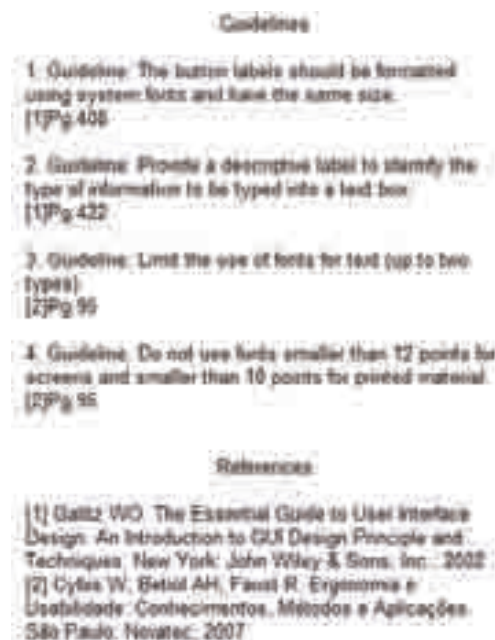 Guidelines
1. Guideline: The button labels should be formatted
using system fonts and have the same size.
[1]Pg.408
2. Guideline: Provide a descriptive label to identify the
type of information to be typed into a text box
[1]Pg.422
3. Guideline: Limit the use of fonts for text (up to two
types)
[2]Pg 95
4. Guideline: Do not use fonts smaller than 12 points for
screens and smaller than 10 points for printed material.
[2]Pg 95
References
[1] Galitz WO. The Essential Guide to User Interface
Design. An Introduction to GUI Design Principle and
Techniques. New York: John Wiley & Sons, Inc.. 2002
[2] Cybis W, Betiol AH, Faust R. Ergonomia e
Usabilidade: Conhecimentos, Métodos e Aplicações.
São Paulo: Novatec; 2007